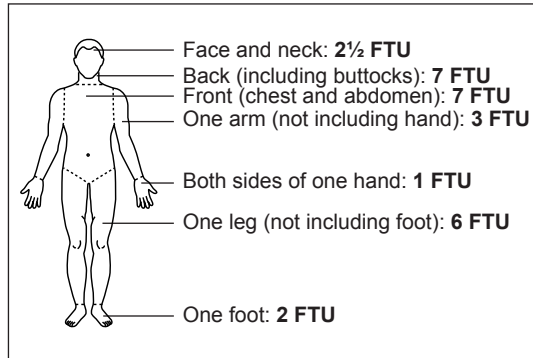 Face and neck: 2½ FTU
Back (including buttocks): 7 FTU
Front (chest and abdomen): 7 FTU
One arm (not including hand): 3 FTU
Both sides of one hand: 1 FTU
One leg (not including foot): 6 FTU
One foot: 2 FTU